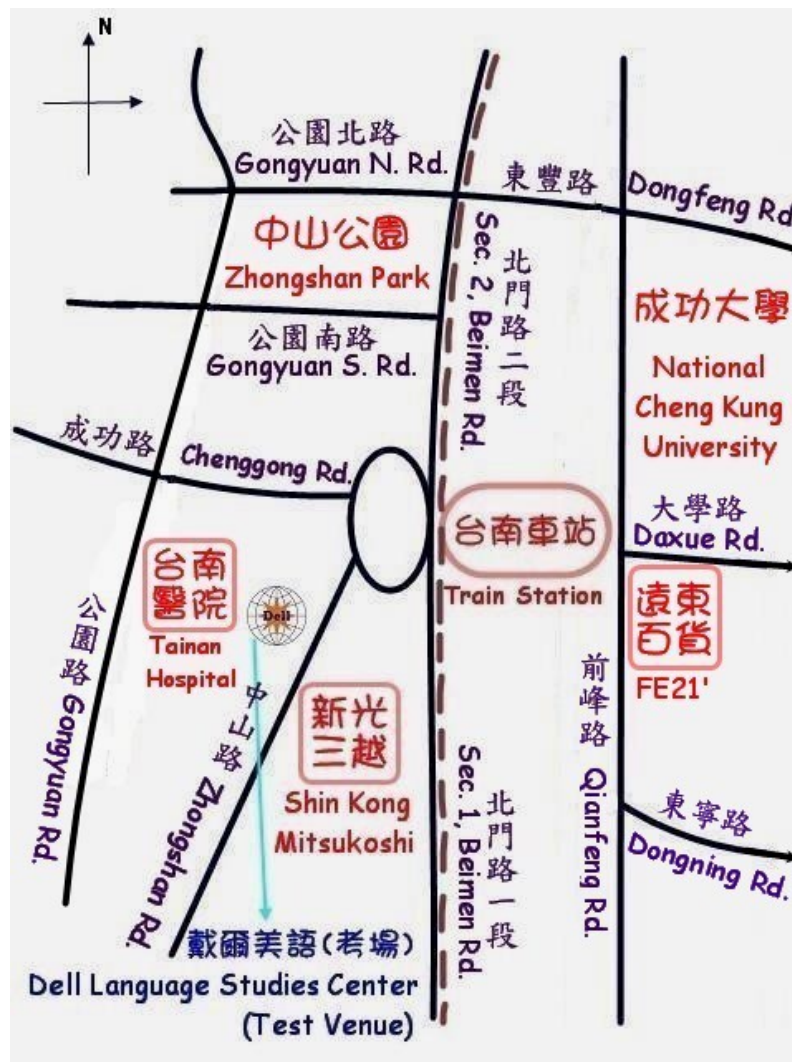 N
公園北路
Gongyuan N. Rd.
東豐路
Dongfeng Rd
中山公園
Zhongshan Park
Sec. 2, Beimen Rd.
北門路二段
成功大學
National
Cheng Kung
University
公園南路
Gongyuan S. Rd.
成功路
Chenggong Rd.
台南車站
Train Station
大學路
Daxue Rd.
台南
醫院
Tainan
Hospital
Dell
遠東
百貨
FE21'
公園路 Gongyuan Rd.
中山路 Zhongshan Rd.
新光
三越
Shin Kong
Mitsukoshi
Sec. 1, Beimen Rd.
北門路一段
前峰路 Qianfeng Rd.
東寧路
Dongning Rd.
戴爾美語(考場)
Dell Language Studies Center
(Test Venue)